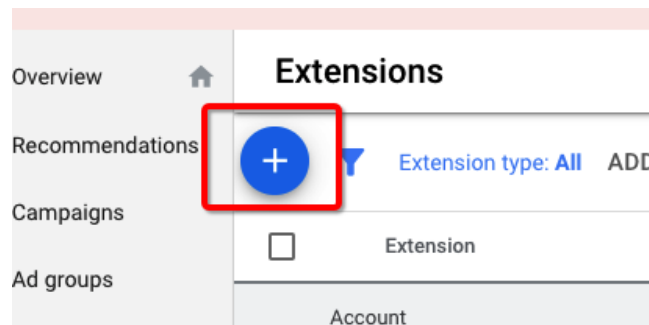 Overview
Extensions
Recommendations
Extension type: All
Campaigns
Extension
Ad groups
Account